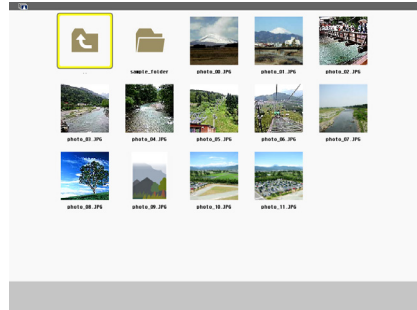 ..
sample_folder
photo_00.JPG
photo_01.JPG
photo_02.JPG
photo_03.JPG
photo_04.JPG
photo_05.JPG
photo_06.JPG
photo_07.JPG
photo_08.JPG
photo_09.JPG
photo_10.JPG
photo_11.JPG